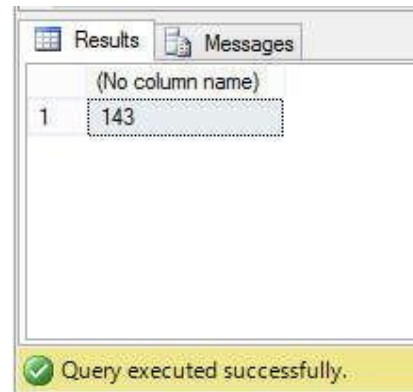 Results Messages
(No column name)
1 143
Query executed successfully.